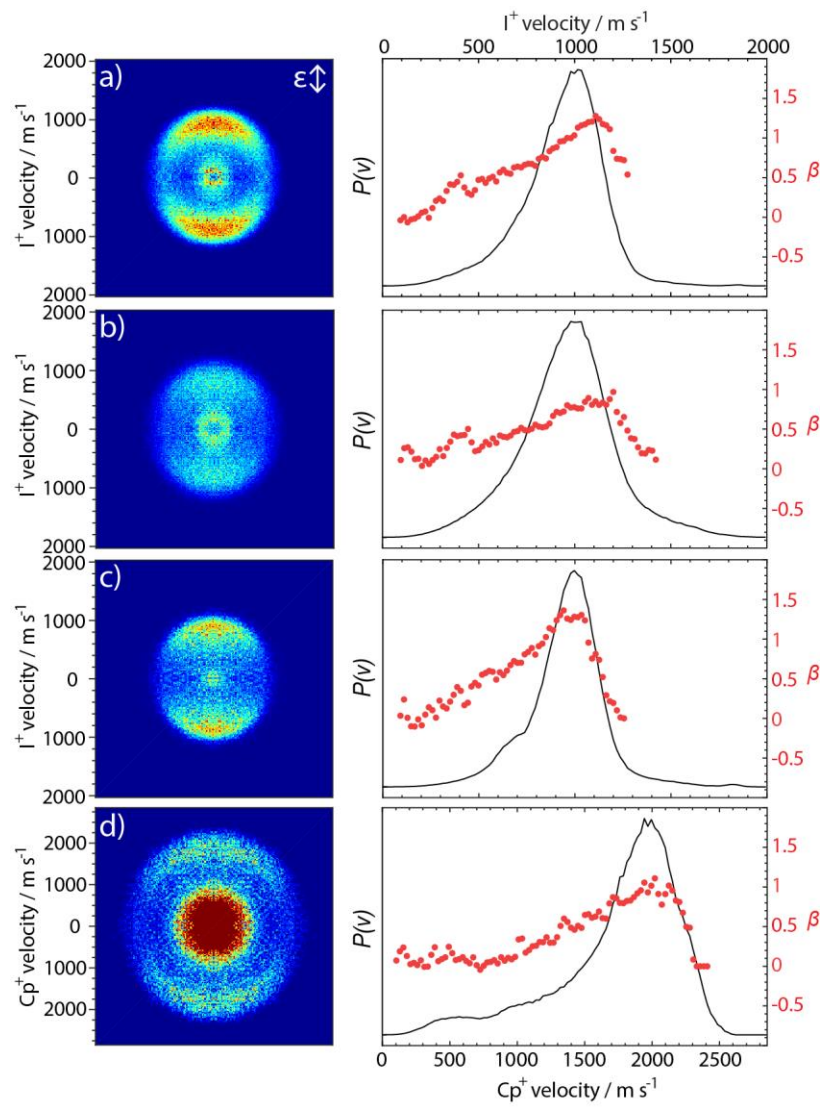 I⁺ velocity / m s⁻¹
0 500 1000 1500 2000
a) ε
I⁺ velocity / m s⁻¹
2000
1000
0
1000
2000
P(v)
1.5
1
0.5
0
-0.5
β
b)
I⁺ velocity / m s⁻¹
2000
1000
0
1000
2000
P(v)
1.5
1
0.5
0
-0.5
β
c)
I⁺ velocity / m s⁻¹
2000
1000
0
1000
2000
P(v)
1.5
1
0.5
0
-0.5
β
d)
Cp⁺ velocity / m s⁻¹
2000
1000
0
1000
2000
P(v)
1.5
1
0.5
0
-0.5
β
0 500 1000 1500 2000 2500
Cp⁺ velocity / m s⁻¹